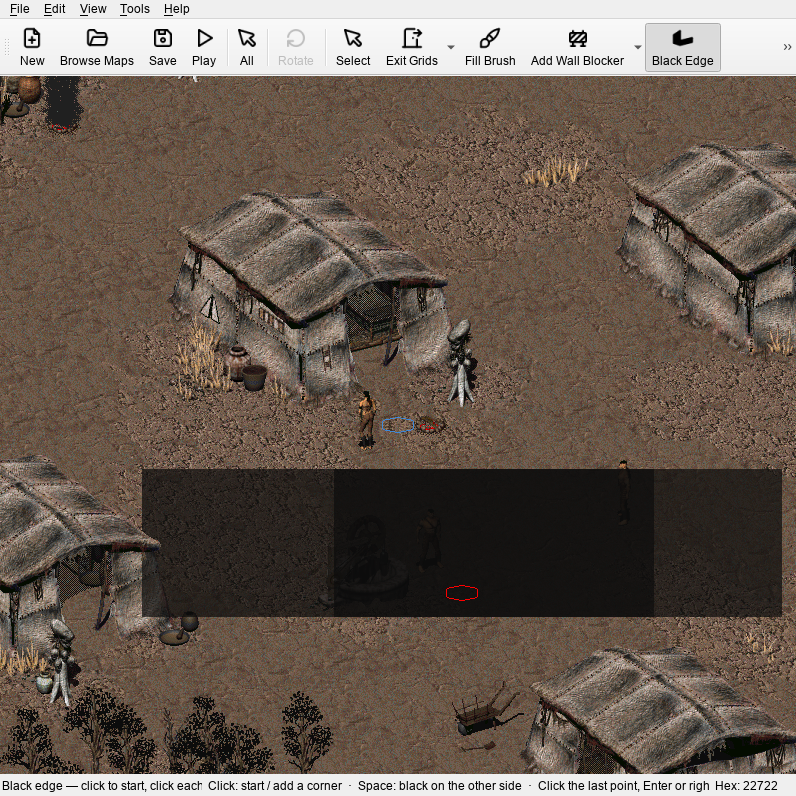 File Edit View Tools Help
New Browse Maps Save Play All Rotate Select Exit Grids Fill Brush Add Wall Blocker Black Edge
Black edge — click to start, click each Click: start / add a corner · Space: black on the other side · Click the last point, Enter or righ Hex: 22722